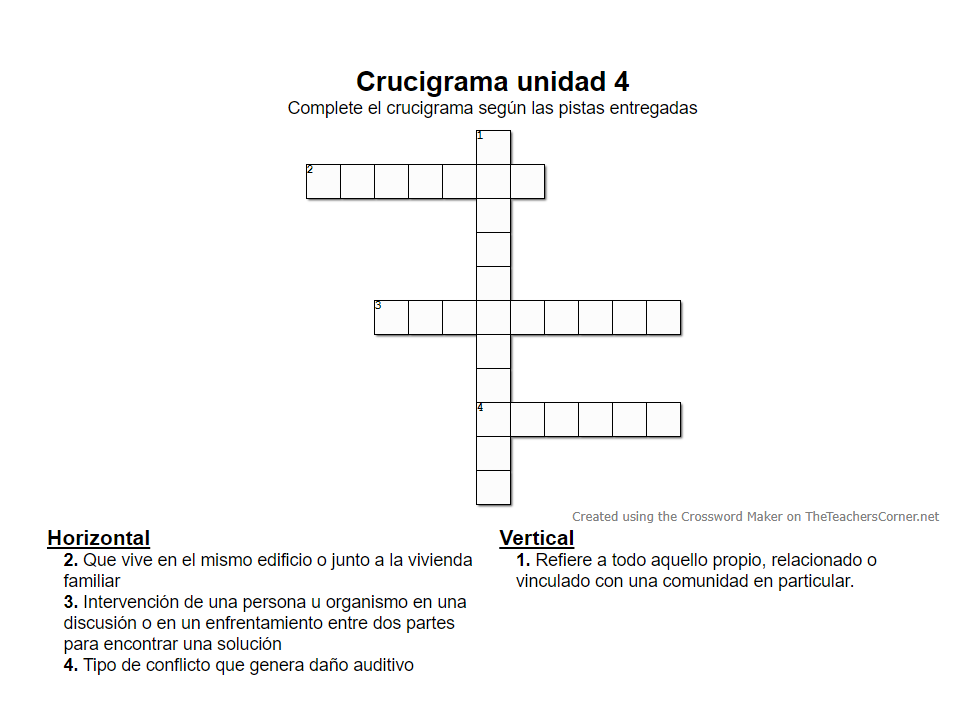 Crucigrama unidad 4
Complete el crucigrama según las pistas entregadas
1
2
3
4
Created using the Crossword Maker on TheTeachersCorner.net
Horizontal
2. Que vive en el mismo edificio o junto a la vivienda
familiar
3. Intervención de una persona u organismo en una
discusión o en un enfrentamiento entre dos partes
para encontrar una solución
4. Tipo de conflicto que genera daño auditivo
Vertical
1. Refiere a todo aquello propio, relacionado o
vinculado con una comunidad en particular.